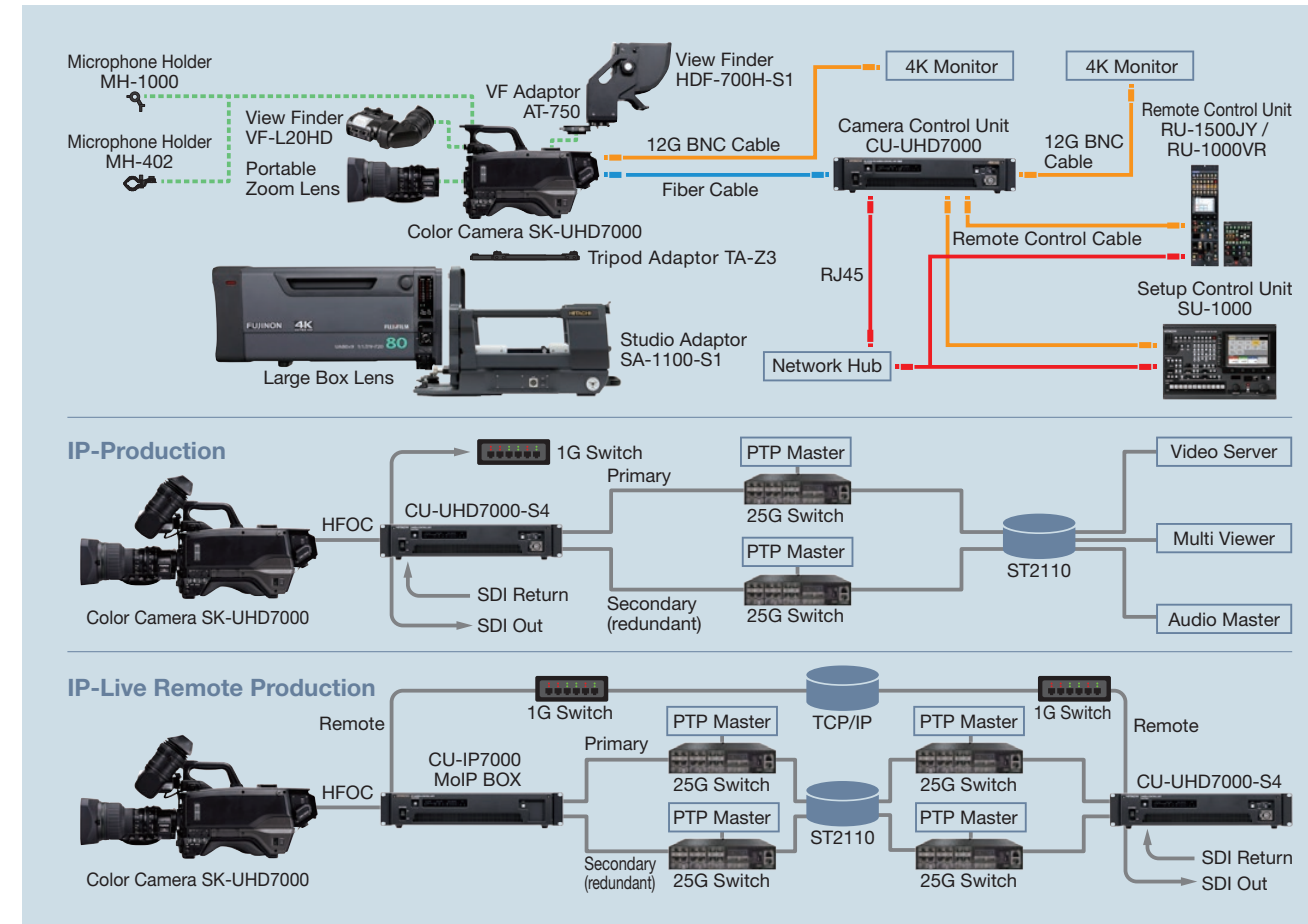 Microphone Holder
MH-1000
Microphone Holder
MH-402
View Finder
VF-L20HD
Portable
Zoom Lens
VF Adaptor
AT-750
View Finder
HDF-700H-S1
4K Monitor
4K Monitor
12G BNC Cable
Fiber Cable
Camera Control Unit
CU-UHD7000
12G BNC
Cable
Remote Control Unit
RU-1500JY /
RU-1000VR
Color Camera SK-UHD7000
Tripod Adaptor TA-Z3
Remote Control Cable
RJ45
Setup Control Unit
SU-1000
FUJINON 4K
FUJIFILM
80
HITACHI
Large Box Lens
Studio Adaptor
SA-1100-S1
Network Hub
IP-Production
1G Switch
Primary
PTP Master
25G Switch
Video Server
HFOC
CU-UHD7000-S4
PTP Master
25G Switch
ST2110
Multi Viewer
SDI Return
SDI Out
Secondary
(redundant)
Audio Master
Color Camera SK-UHD7000
IP-Live Remote Production
Remote
1G Switch
TCP/IP
1G Switch
Remote
HFOC
CU-IP7000
MoIP BOX
Primary
PTP Master
25G Switch
PTP Master
25G Switch
PTP Master
25G Switch
ST2110
PTP Master
25G Switch
CU-UHD7000-S4
Secondary
(redundant)
SDI Return
SDI Out
Color Camera SK-UHD7000